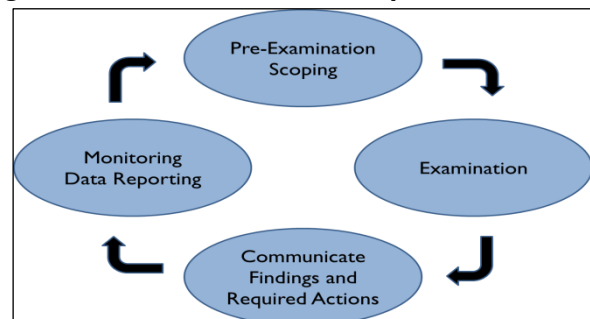 Pre-Examination
Scoping
Monitoring
Data Reporting
Examination
Communicate
Findings and
Required Actions